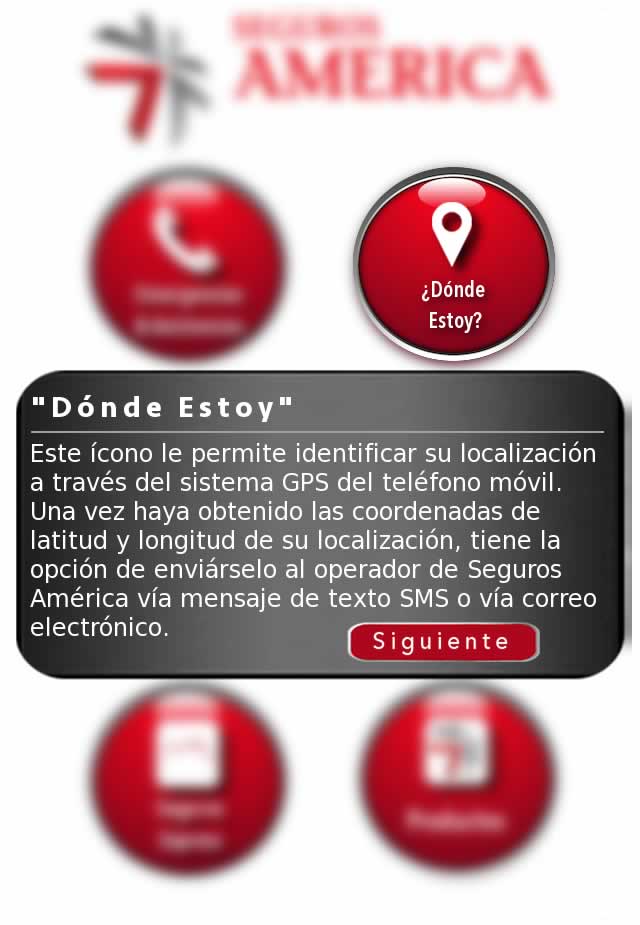 SEGUROS
AMERICA
¿Dónde
Estoy?
"Dónde Estoy"
Este ícono le permite identificar su localización
a través del sistema GPS del teléfono móvil.
Una vez haya obtenido las coordenadas de
latitud y longitud de su localización, tiene la
opción de enviárselo al operador de Seguros
América vía mensaje de texto SMS o vía correo
electrónico.
Siguiente
Productos